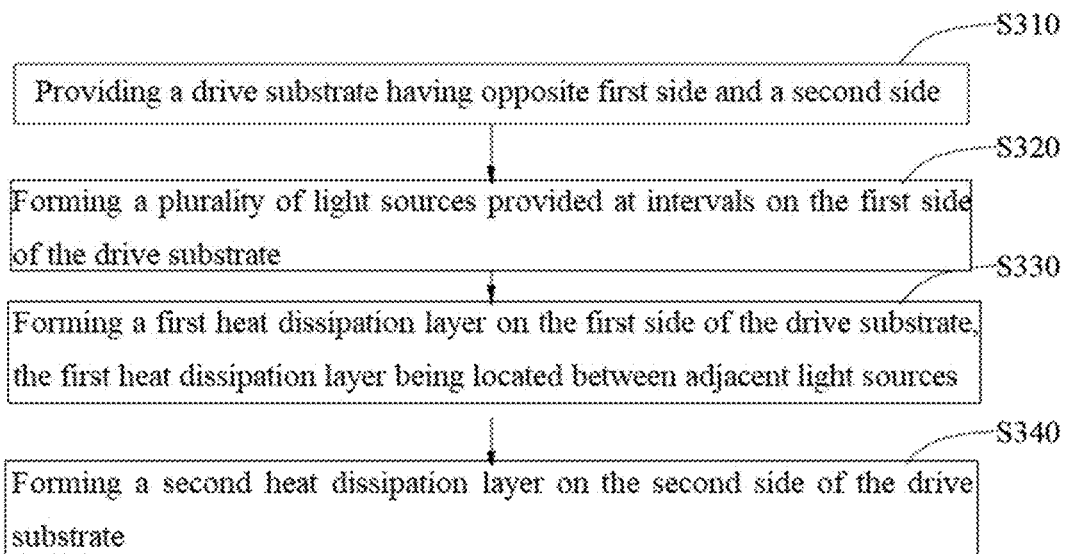 S310
Providing a drive substrate having opposite first side and a second side
S320
Forming a plurality of light sources provided at intervals on the first side
of the drive substrate
S330
Forming a first heat dissipation layer on the first side of the drive substrate,
the first heat dissipation layer being located between adjacent light sources
S340
Forming a second heat dissipation layer on the second side of the drive
substrate